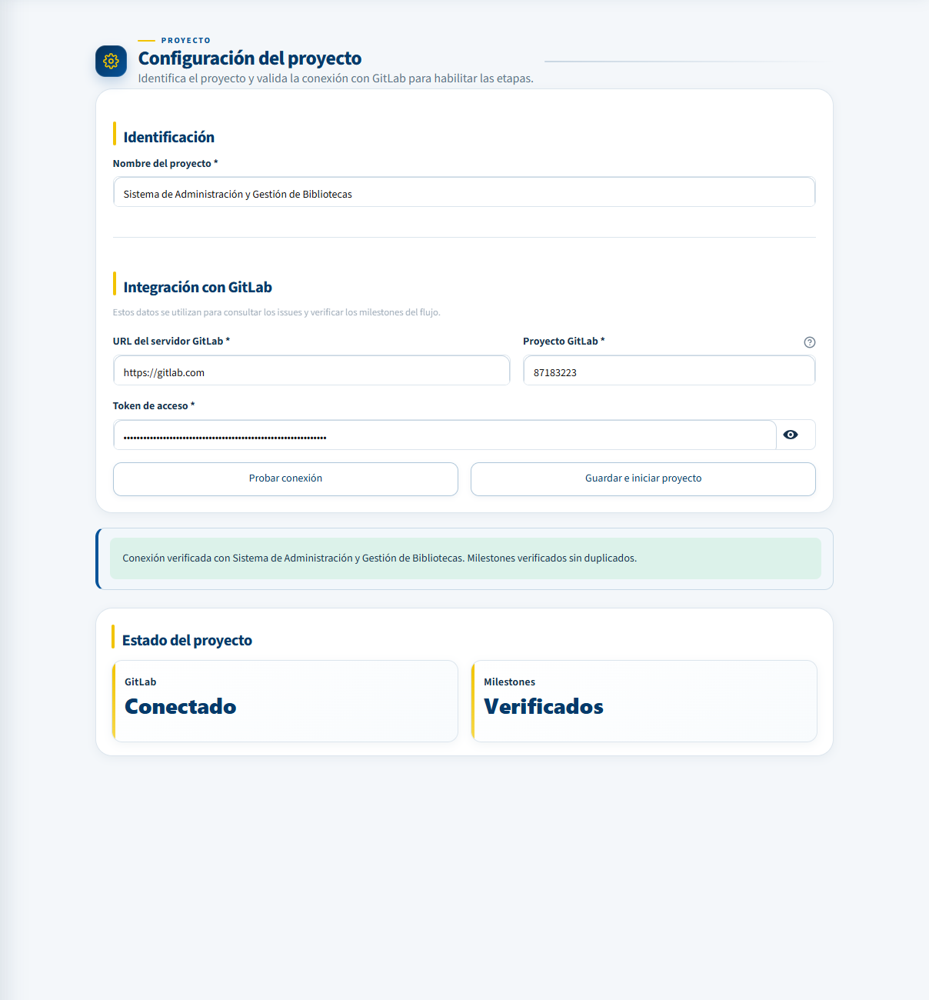 PROYECTO
Configuración del proyecto
Identifica el proyecto y valida la conexión con GitLab para habilitar las etapas.
Identificación
Nombre del proyecto *
Sistema de Administración y Gestión de Bibliotecas
Integración con GitLab
Estos datos se utilizan para consultar los issues y verificar los milestones del flujo.
URL del servidor GitLab *
Proyecto GitLab *
https://gitlab.com
87183223
Token de acceso *
Probar conexión
Guardar e iniciar proyecto
Conexión verificada con Sistema de Administración y Gestión de Bibliotecas. Milestones verificados sin duplicados.
Estado del proyecto
GitLab
Conectado
Milestones
Verificados